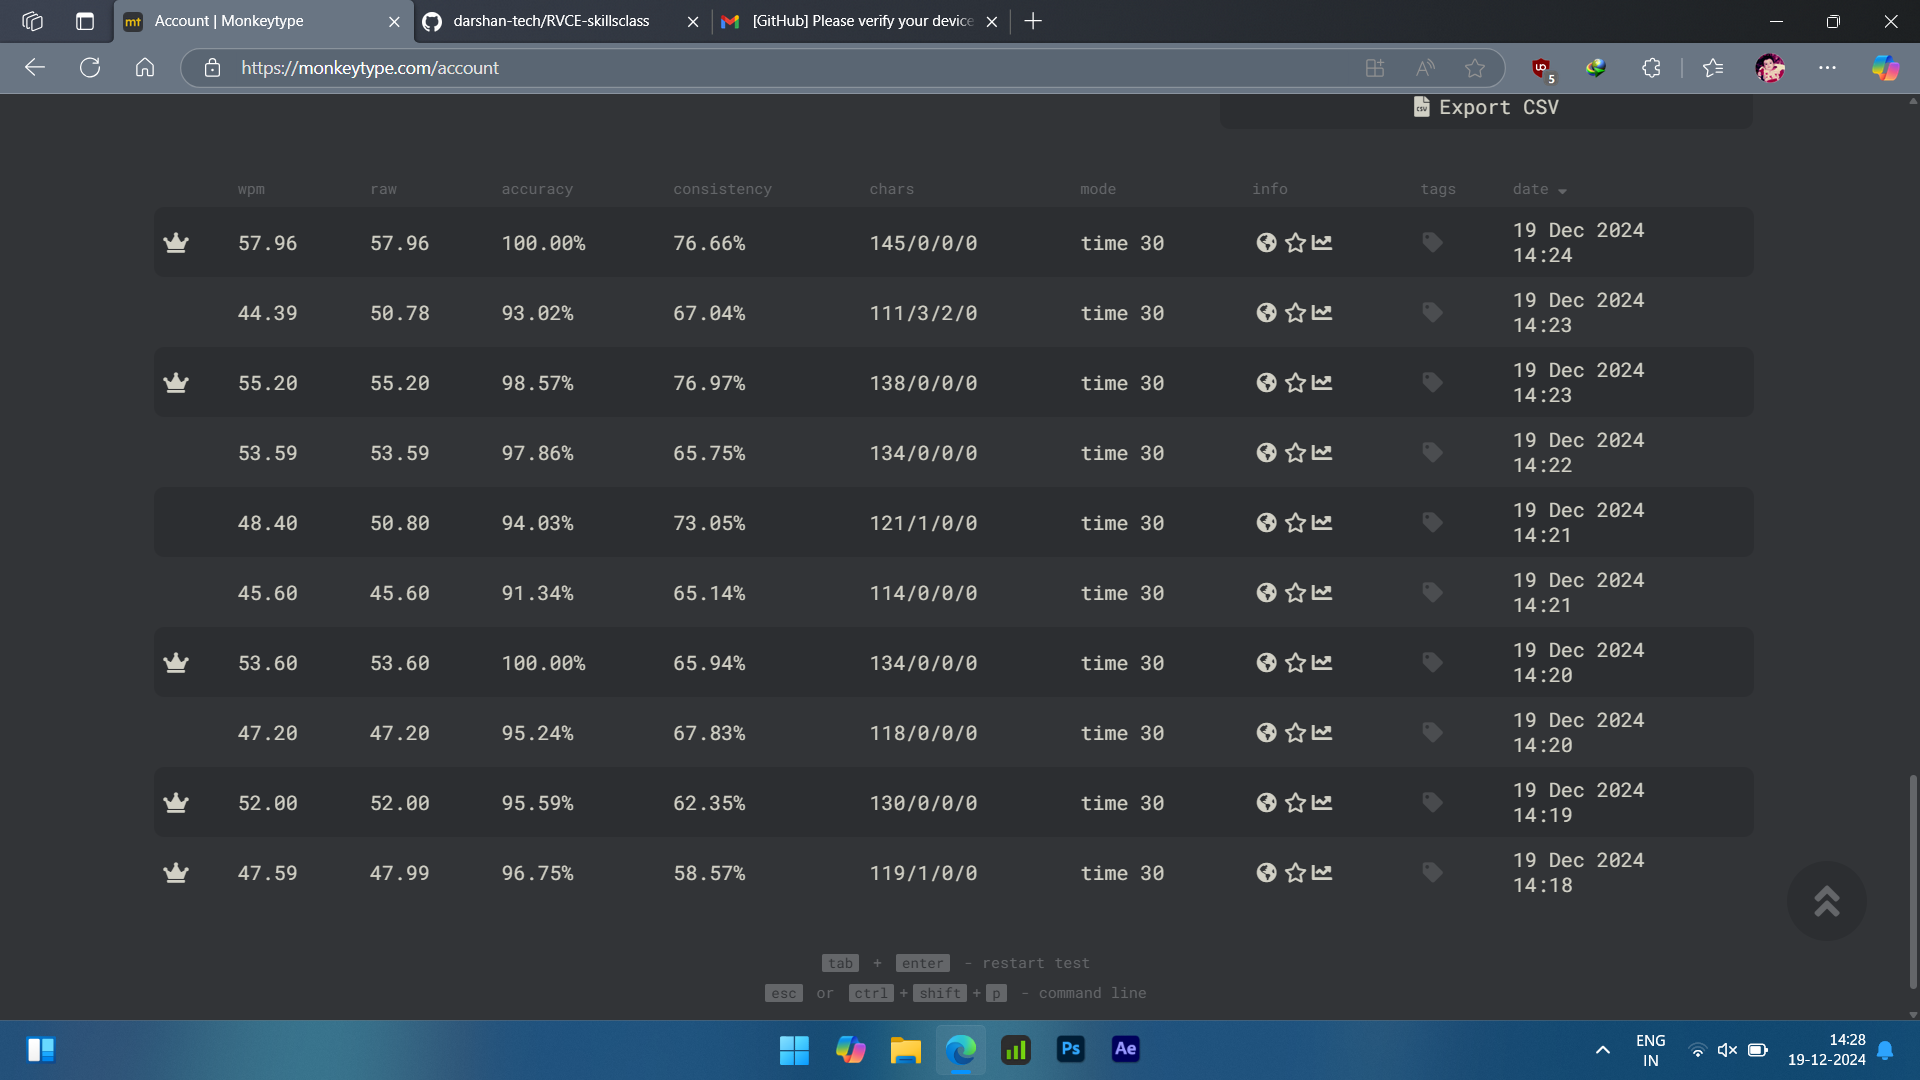 mt Account | Monkeytype
darshan-tech/RVCE-skillsclass
[GitHub] Please verify your device
https://monkeytype.com/account
5
Export CSV
wpm raw accuracy consistency chars mode info tags date
57.96 57.96 100.00% 76.66% 145/0/0/0 time 30 19 Dec 2024
14:24
44.39 50.78 93.02% 67.04% 111/3/2/0 time 30 19 Dec 2024
14:23
55.20 55.20 98.57% 76.97% 138/0/0/0 time 30 19 Dec 2024
14:23
53.59 53.59 97.86% 65.75% 134/0/0/0 time 30 19 Dec 2024
14:22
48.40 50.80 94.03% 73.05% 121/1/0/0 time 30 19 Dec 2024
14:21
45.60 45.60 91.34% 65.14% 114/0/0/0 time 30 19 Dec 2024
14:21
53.60 53.60 100.00% 65.94% 134/0/0/0 time 30 19 Dec 2024
14:20
47.20 47.20 95.24% 67.83% 118/0/0/0 time 30 19 Dec 2024
14:20
52.00 52.00 95.59% 62.35% 130/0/0/0 time 30 19 Dec 2024
14:19
47.59 47.99 96.75% 58.57% 119/1/0/0 time 30 19 Dec 2024
14:18
tab + enter - restart test
esc or ctrl + shift + p - command line
Ps
Ae
ENG
IN
14:28
19-12-2024